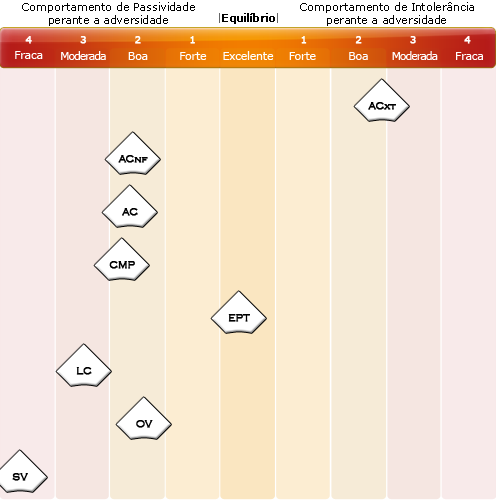 Comportamento de Passividade
perante a adversidade
|Equilíbrio|
Comportamento de Intolerância
perante a adversidade
4 3 2 1 1 2 3 4
Fraca Moderada Boa Forte Excelente Forte Boa Moderada Fraca
ACXT
ACNF
AC
CMP
EPT
LC
OV
SV